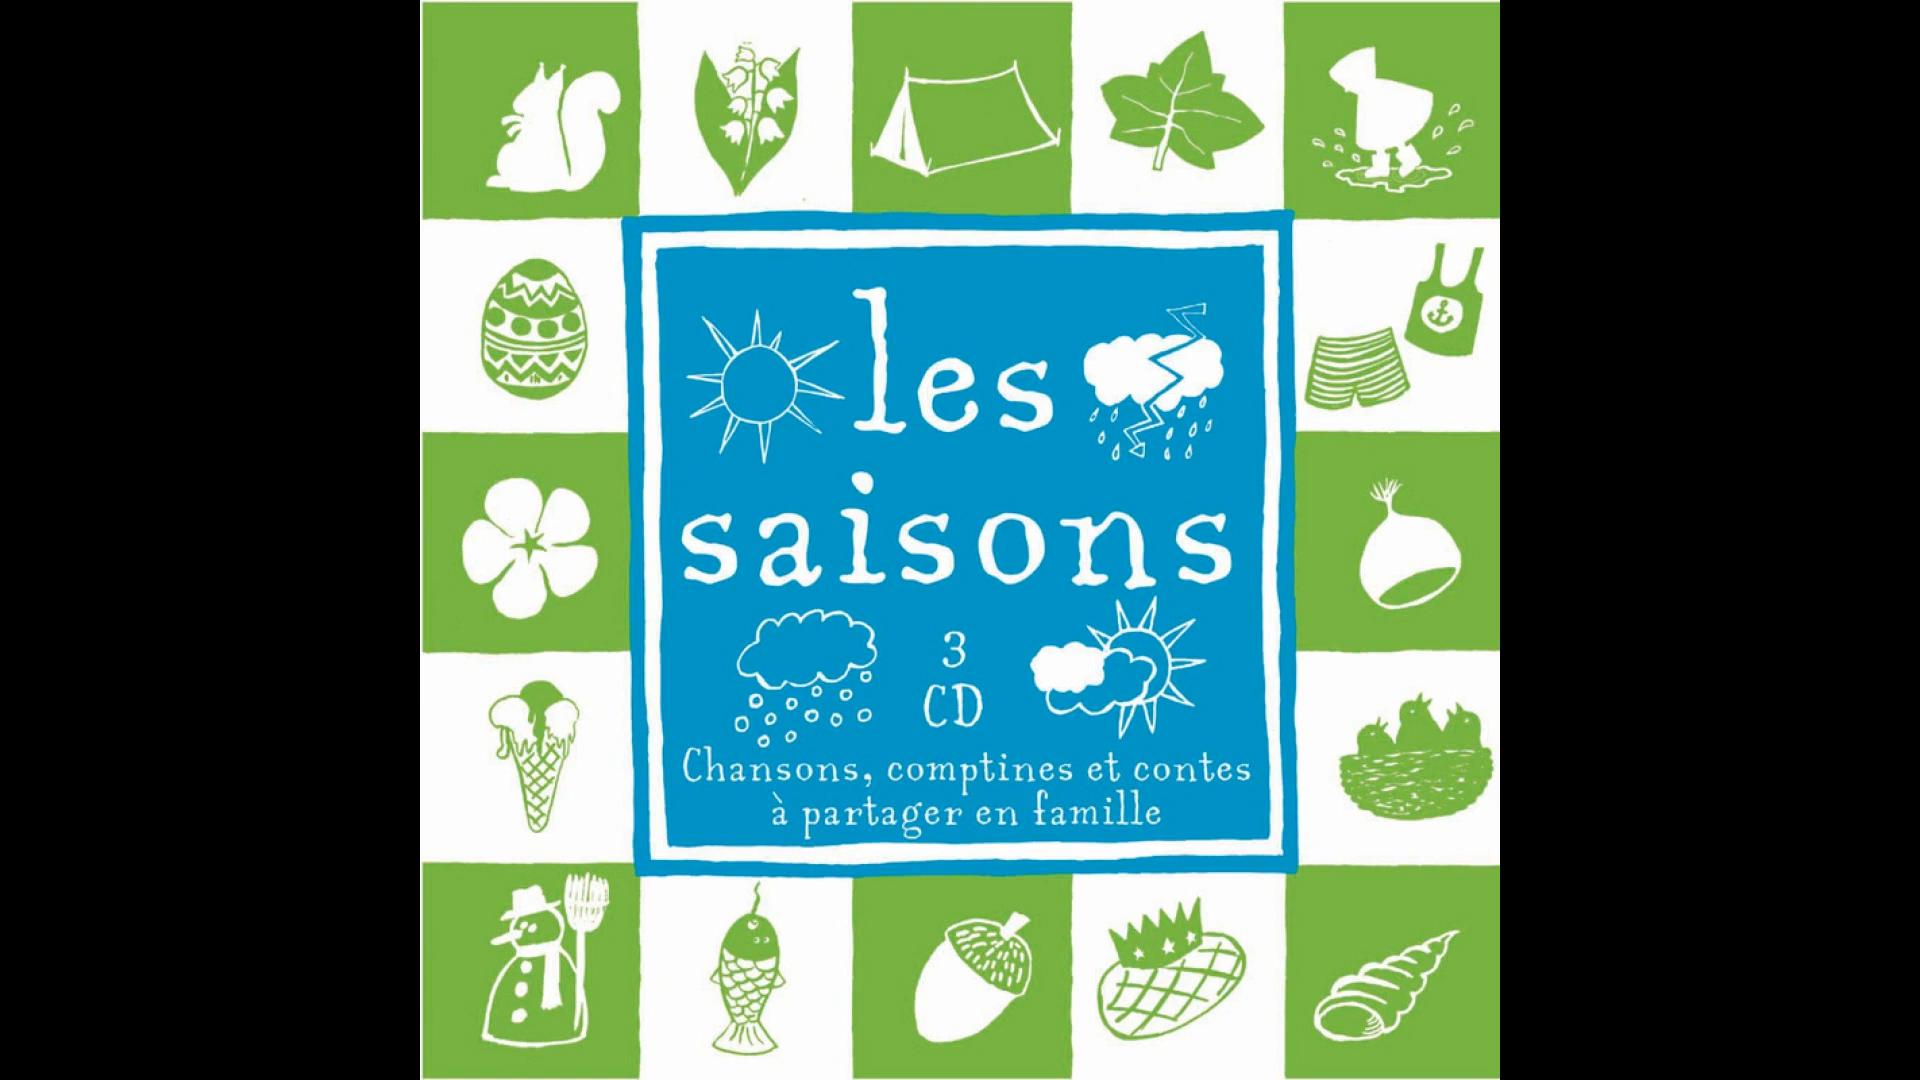 les
saisons
3
CD
Chansons, comptines et contes
à partager en famille